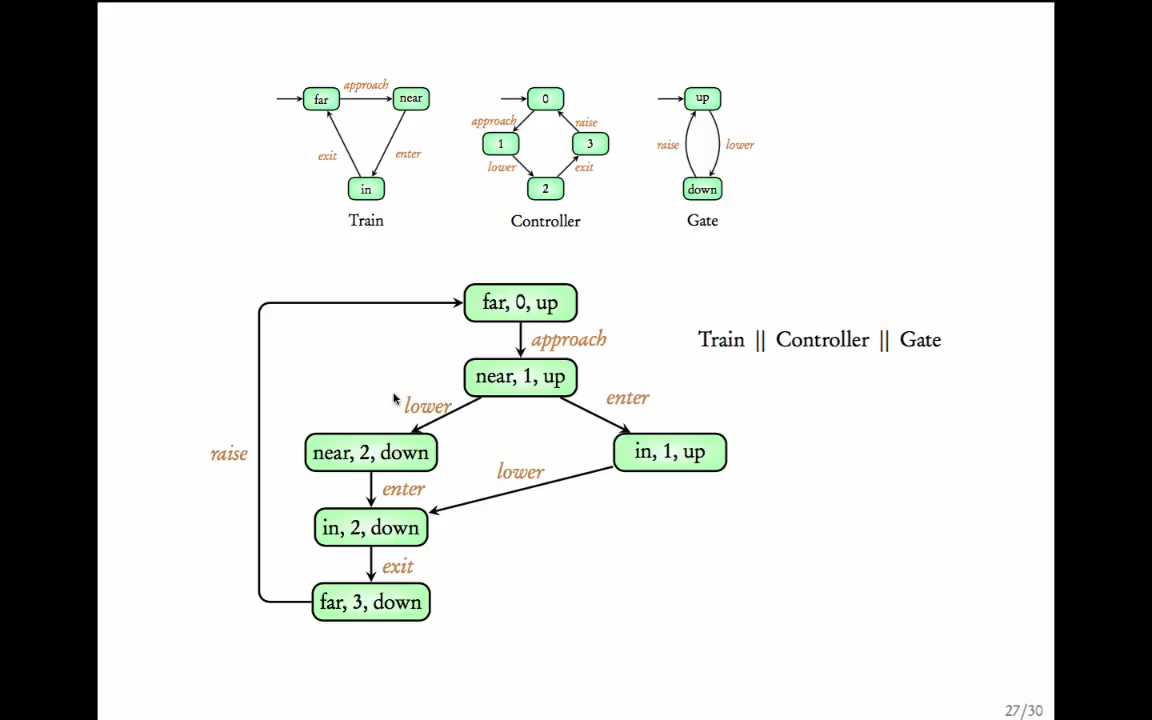 approach
far near
exit enter
in
Train
0
approach raise
1 3
lower exit
2
Controller
up
raise lower
down
Gate
far, 0, up
approach
Train || Controller || Gate
near, 1, up
lower enter
near, 2, down in, 1, up
raise
lower
enter
in, 2, down
exit
far, 3, down
27/30